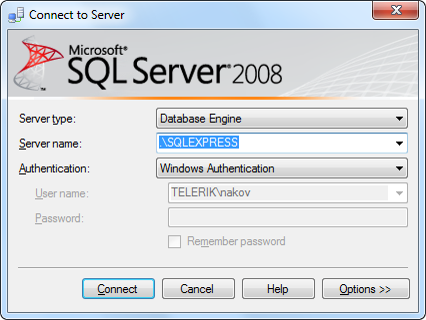 Connect to Server
Microsoft®
SQL Server® 2008
Server type: Database Engine
Server name: .\SQLEXPRESS
Authentication: Windows Authentication
User name: TELERIK\nakov
Password:
Remember password
Connect Cancel Help Options >>